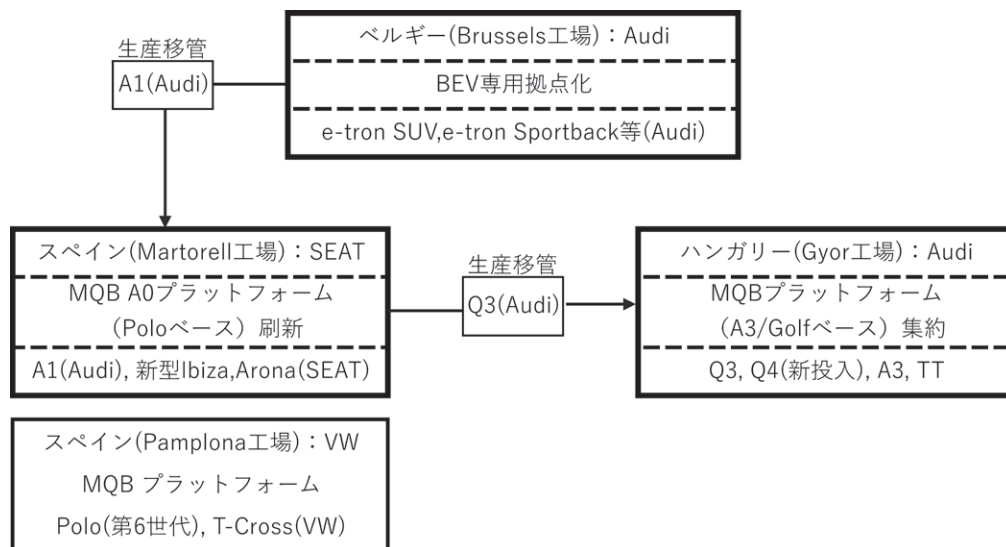 ベルギー(Brussels工場)：Audi
BEV専用拠点化
e-tron SUV,e-tron Sportback等(Audi)
生産移管
A1(Audi)
スペイン(Martorell工場)：SEAT
MQB A0プラットフォーム
（Poloベース）刷新
A1(Audi), 新型Ibiza,Arona(SEAT)
生産移管
Q3(Audi)
ハンガリー(Gyor工場)：Audi
MQBプラットフォーム
（A3/Golfベース）集約
Q3, Q4(新投入), A3, TT
スペイン(Pamplona工場)：VW
MQB プラットフォーム
Polo(第6世代), T-Cross(VW)